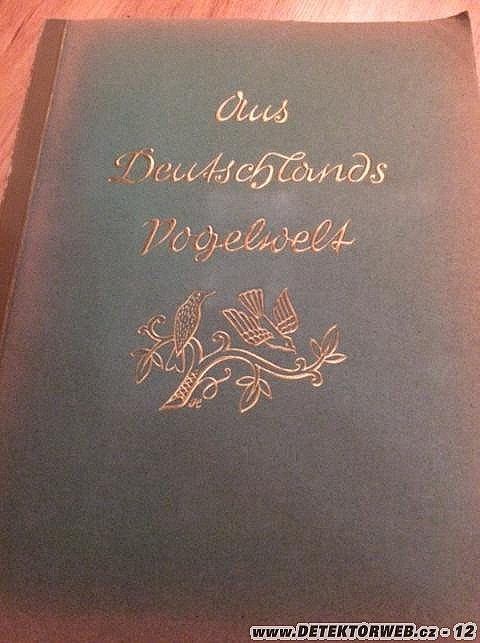 Aus
Deutschlands
Vogelwelt
www.DETEKTORWEB.cz - 12